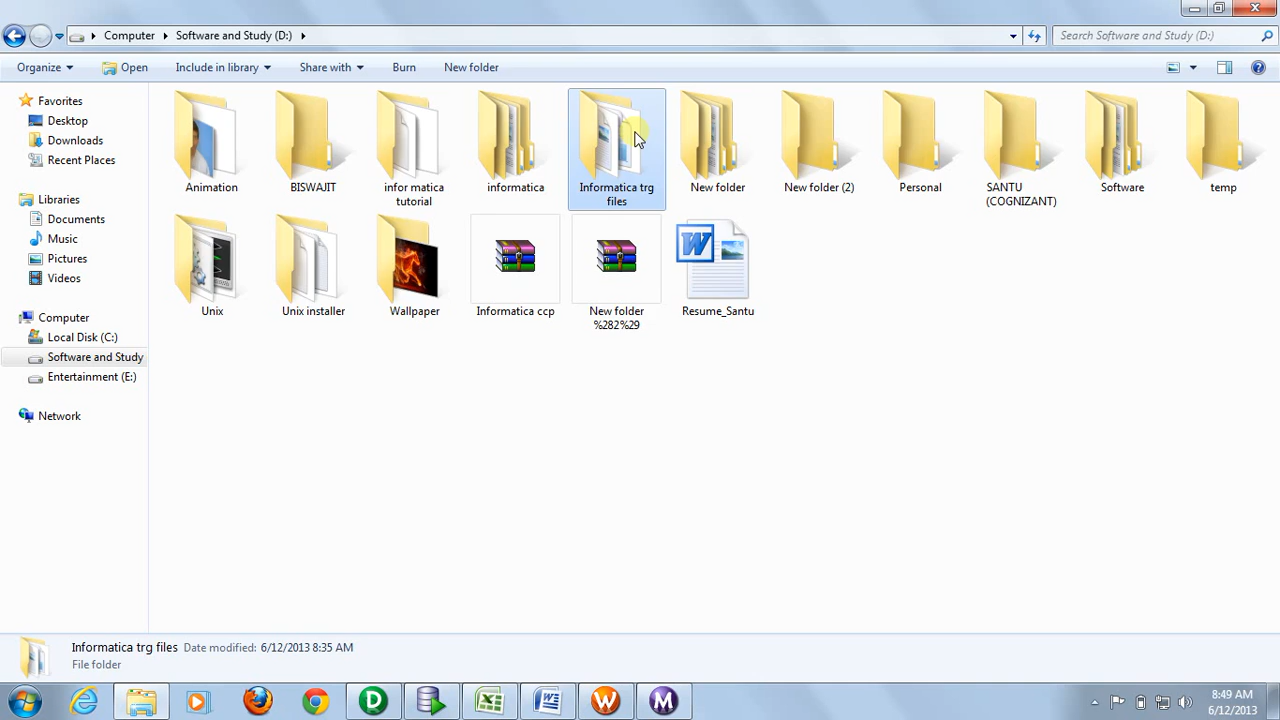 Computer Software and Study (D:) Search Software and Study (D:)
Organize Open Include in library Share with Burn New folder
Favorites
Desktop
Downloads
Recent Places
Libraries
Documents
Music
Pictures
Videos
Computer
Local Disk (C:)
Software and Study
Entertainment (E:)
Network
Animation
BISWAJIT
infor matica
tutorial
informatica
Informatica trg
files
New folder
New folder (2)
Personal
SANTU
(COGNIZANT)
Software
temp
Unix
Unix installer
Wallpaper
Informatica ccp
New folder
%282%29
Resume_Santu
Informatica trg files Date modified: 6/12/2013 8:35 AM
File folder
8:49 AM
6/12/2013